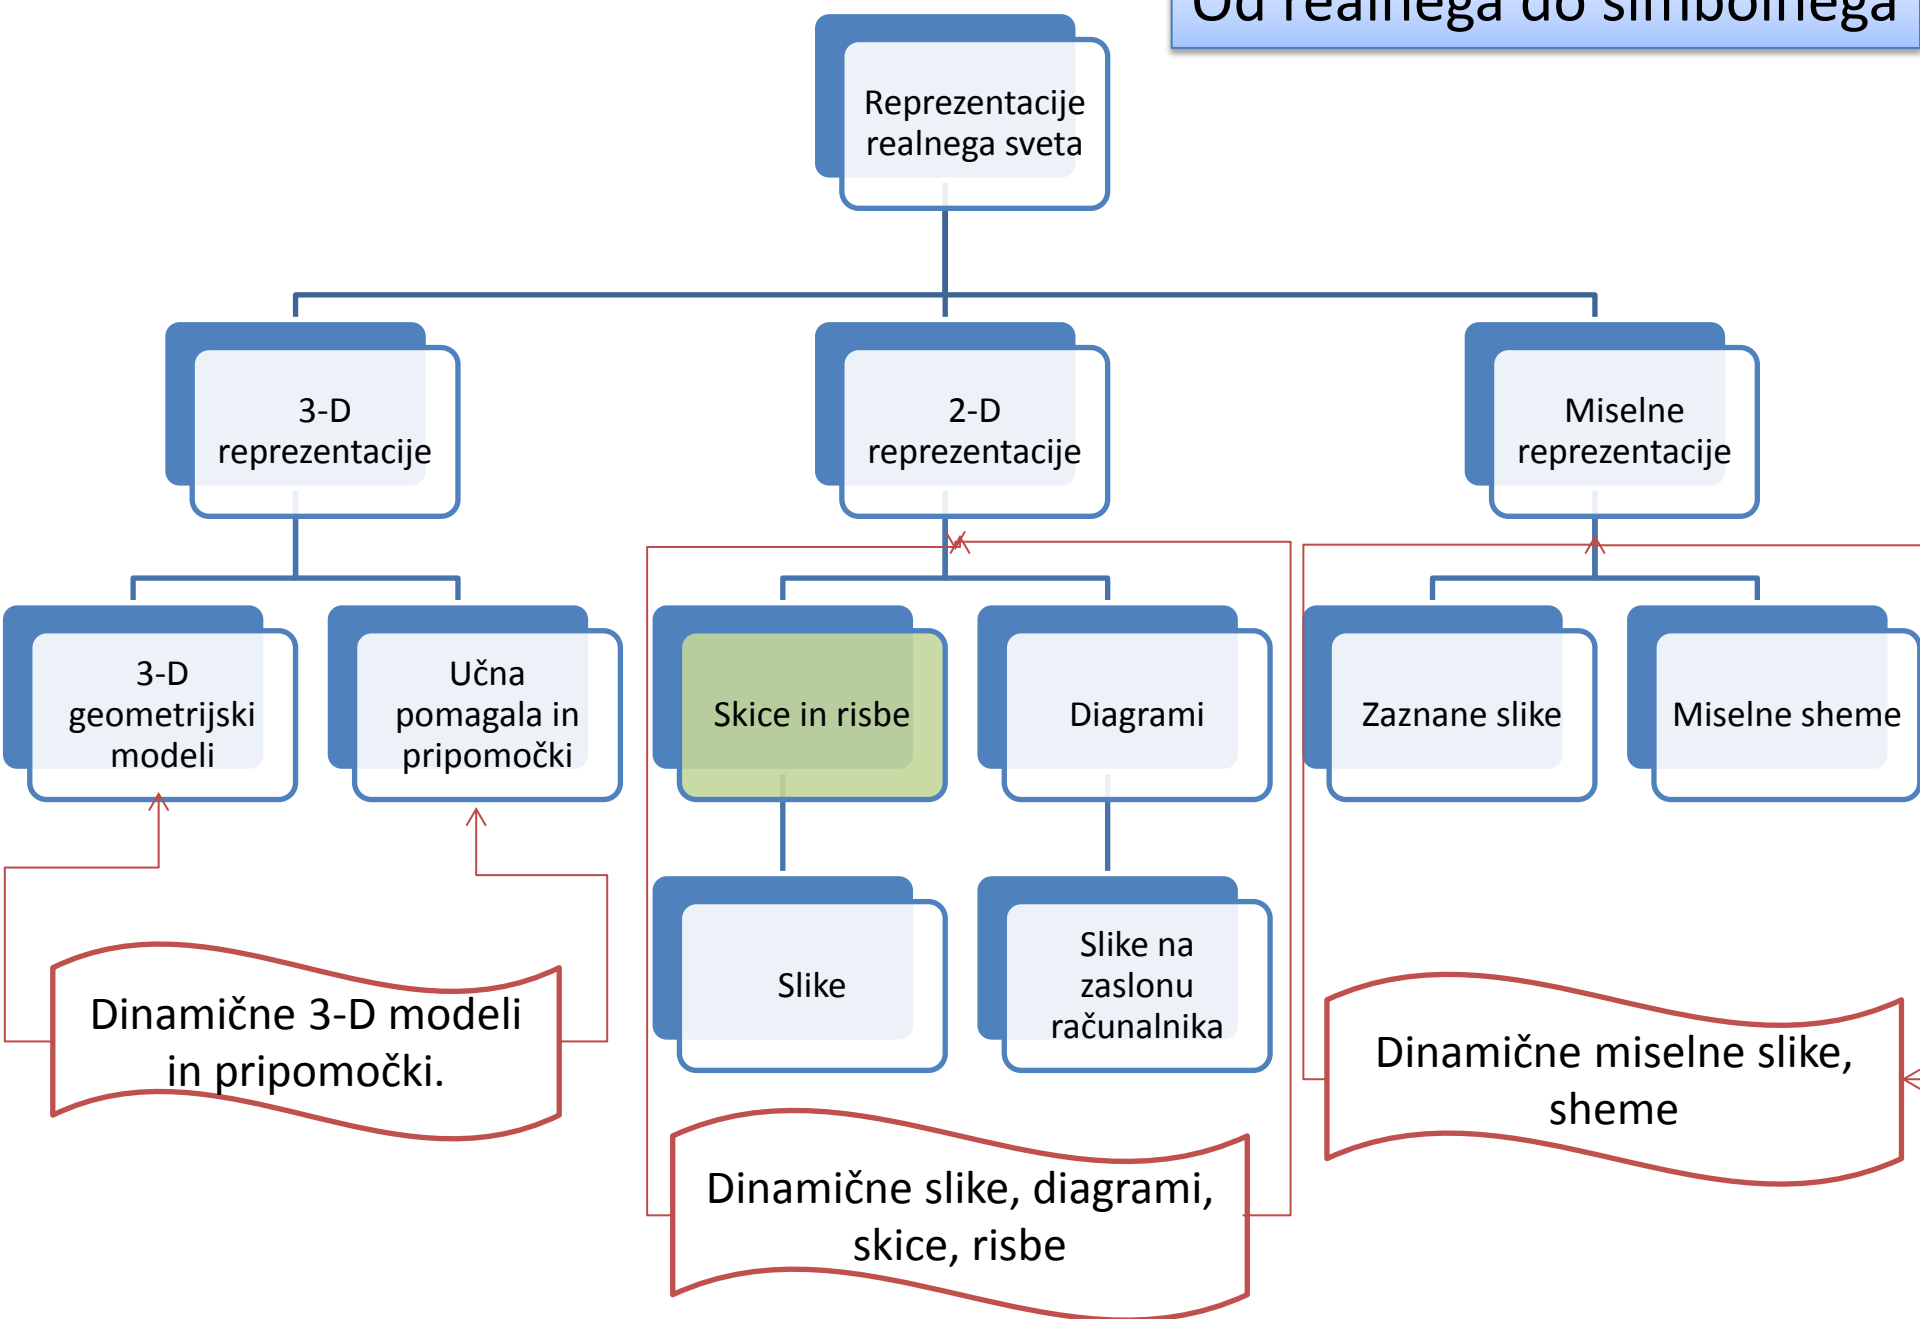 Od realnega do simbolnega
Reprezentacije
realnega sveta
3-D
reprezentacije
2-D
reprezentacije
Miselne
reprezentacije
3-D
geometrijski
modeli
Učna
pomagala in
pripomočki
Skice in risbe
Diagrami
Zaznane slike
Miselne sheme
Slike
Slike na
zaslonu
računalnika
Dinamične 3-D modeli
in pripomočki.
Dinamične slike, diagrami,
skice, risbe
Dinamične miselne slike,
sheme